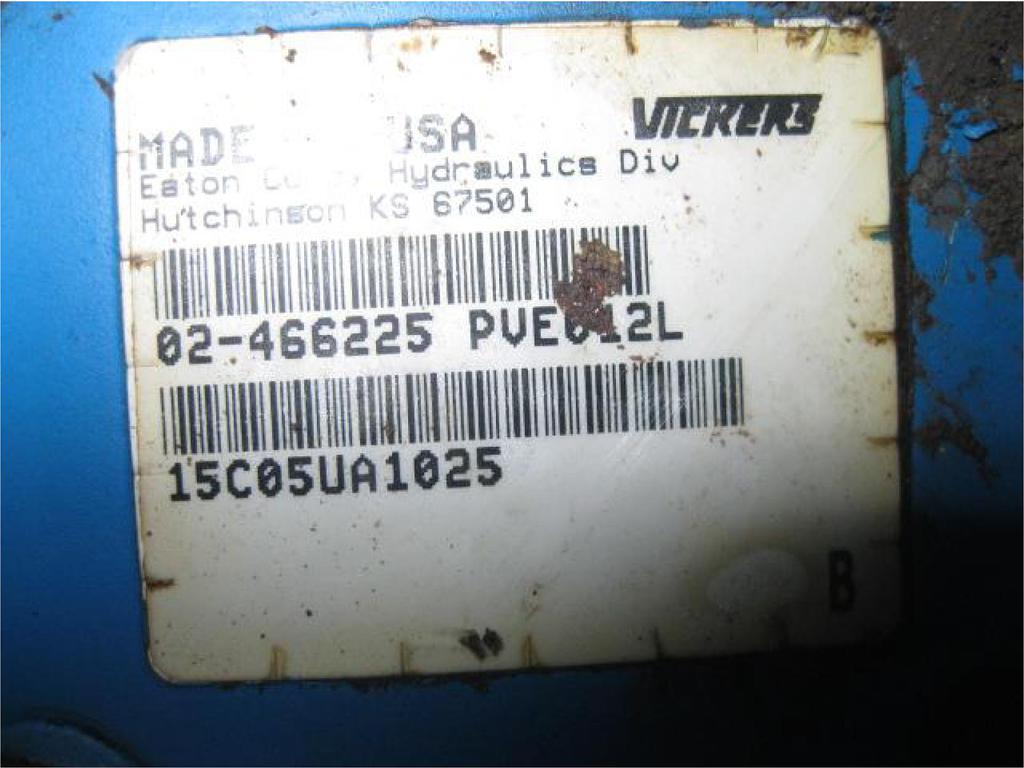 VICKERS
MADE USA
Eaton Hydraulics Div
Hutchinson KS 67501
02-466225 PVE012L
15C05UA1025
B